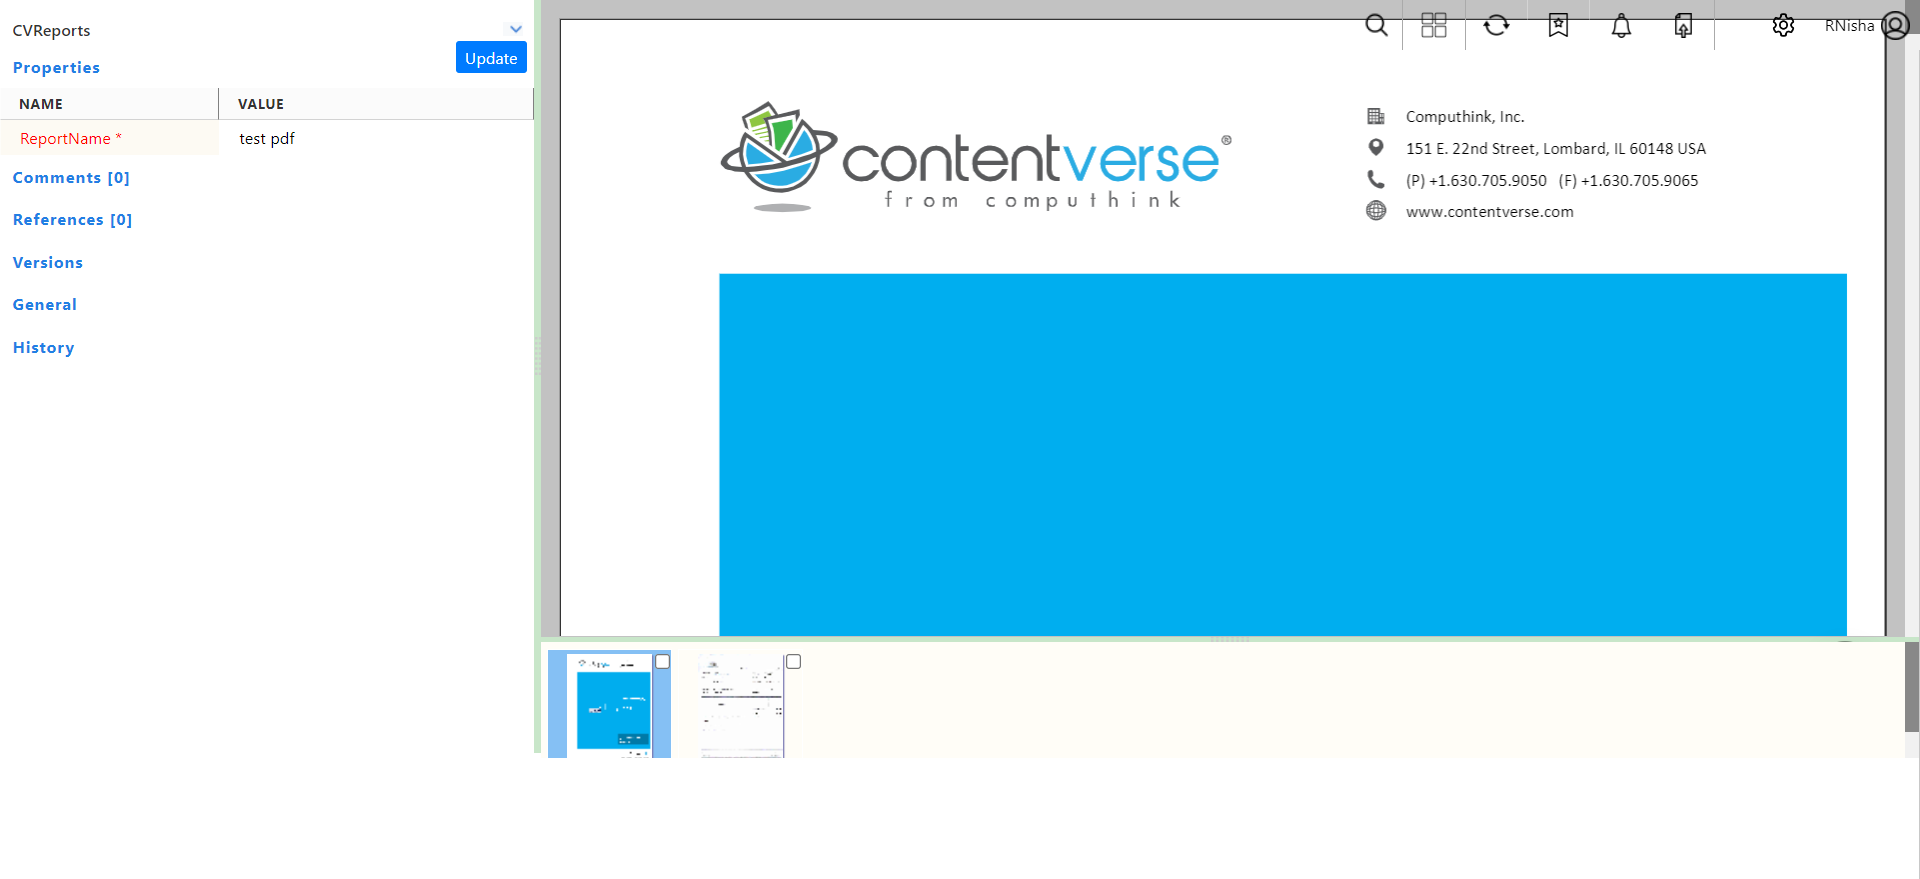 CVReports
Update
Properties
NAME VALUE
ReportName * test pdf
Comments [0]
References [0]
Versions
General
History
RNisha
contentverse®
from computhink
Computhink, Inc.
151 E. 22nd Street, Lombard, IL 60148 USA
(P) +1.630.705.9050 (F) +1.630.705.9065
www.contentverse.com